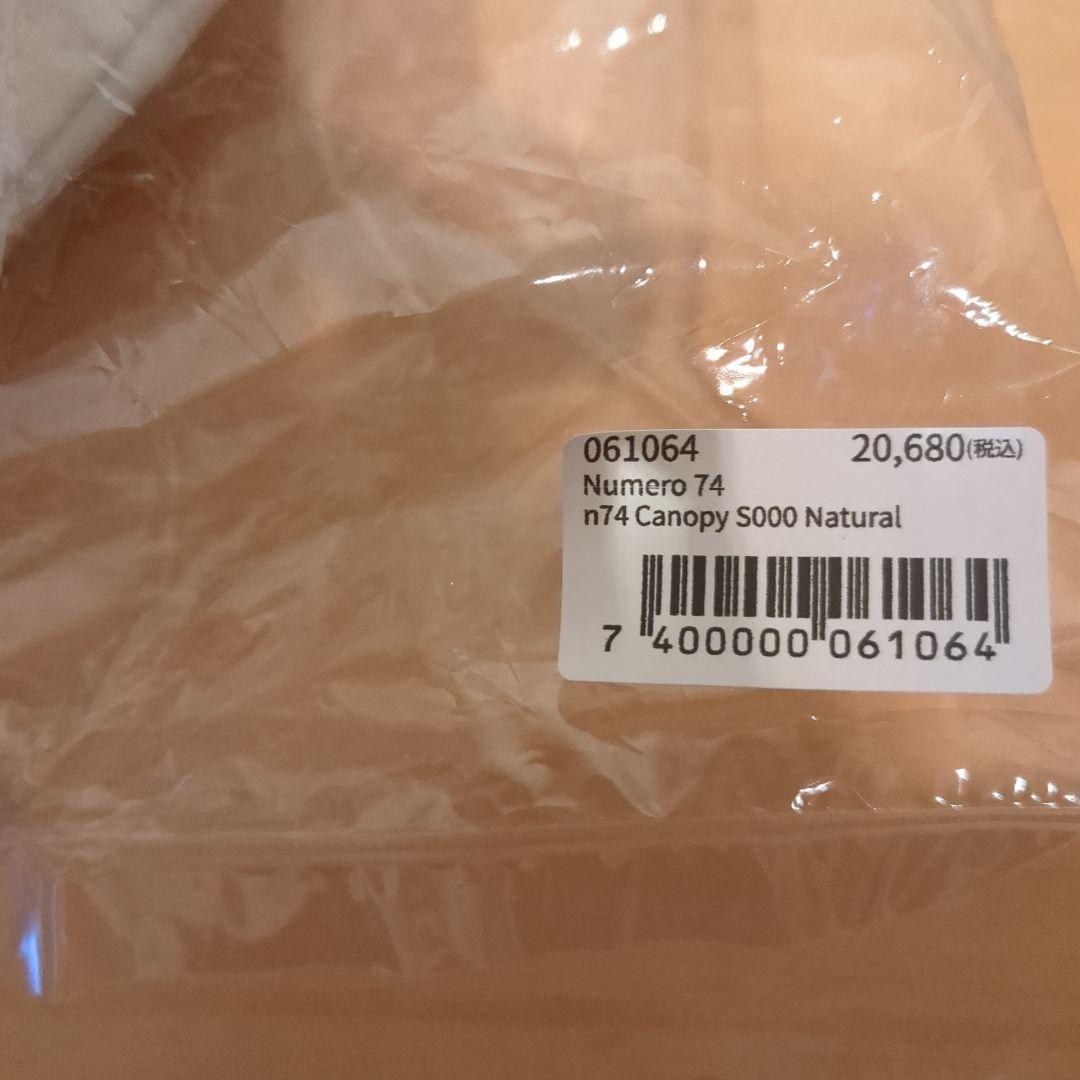 061064 20,680(税込)
Numero 74
n74 Canopy S000 Natural
7 400000 061064